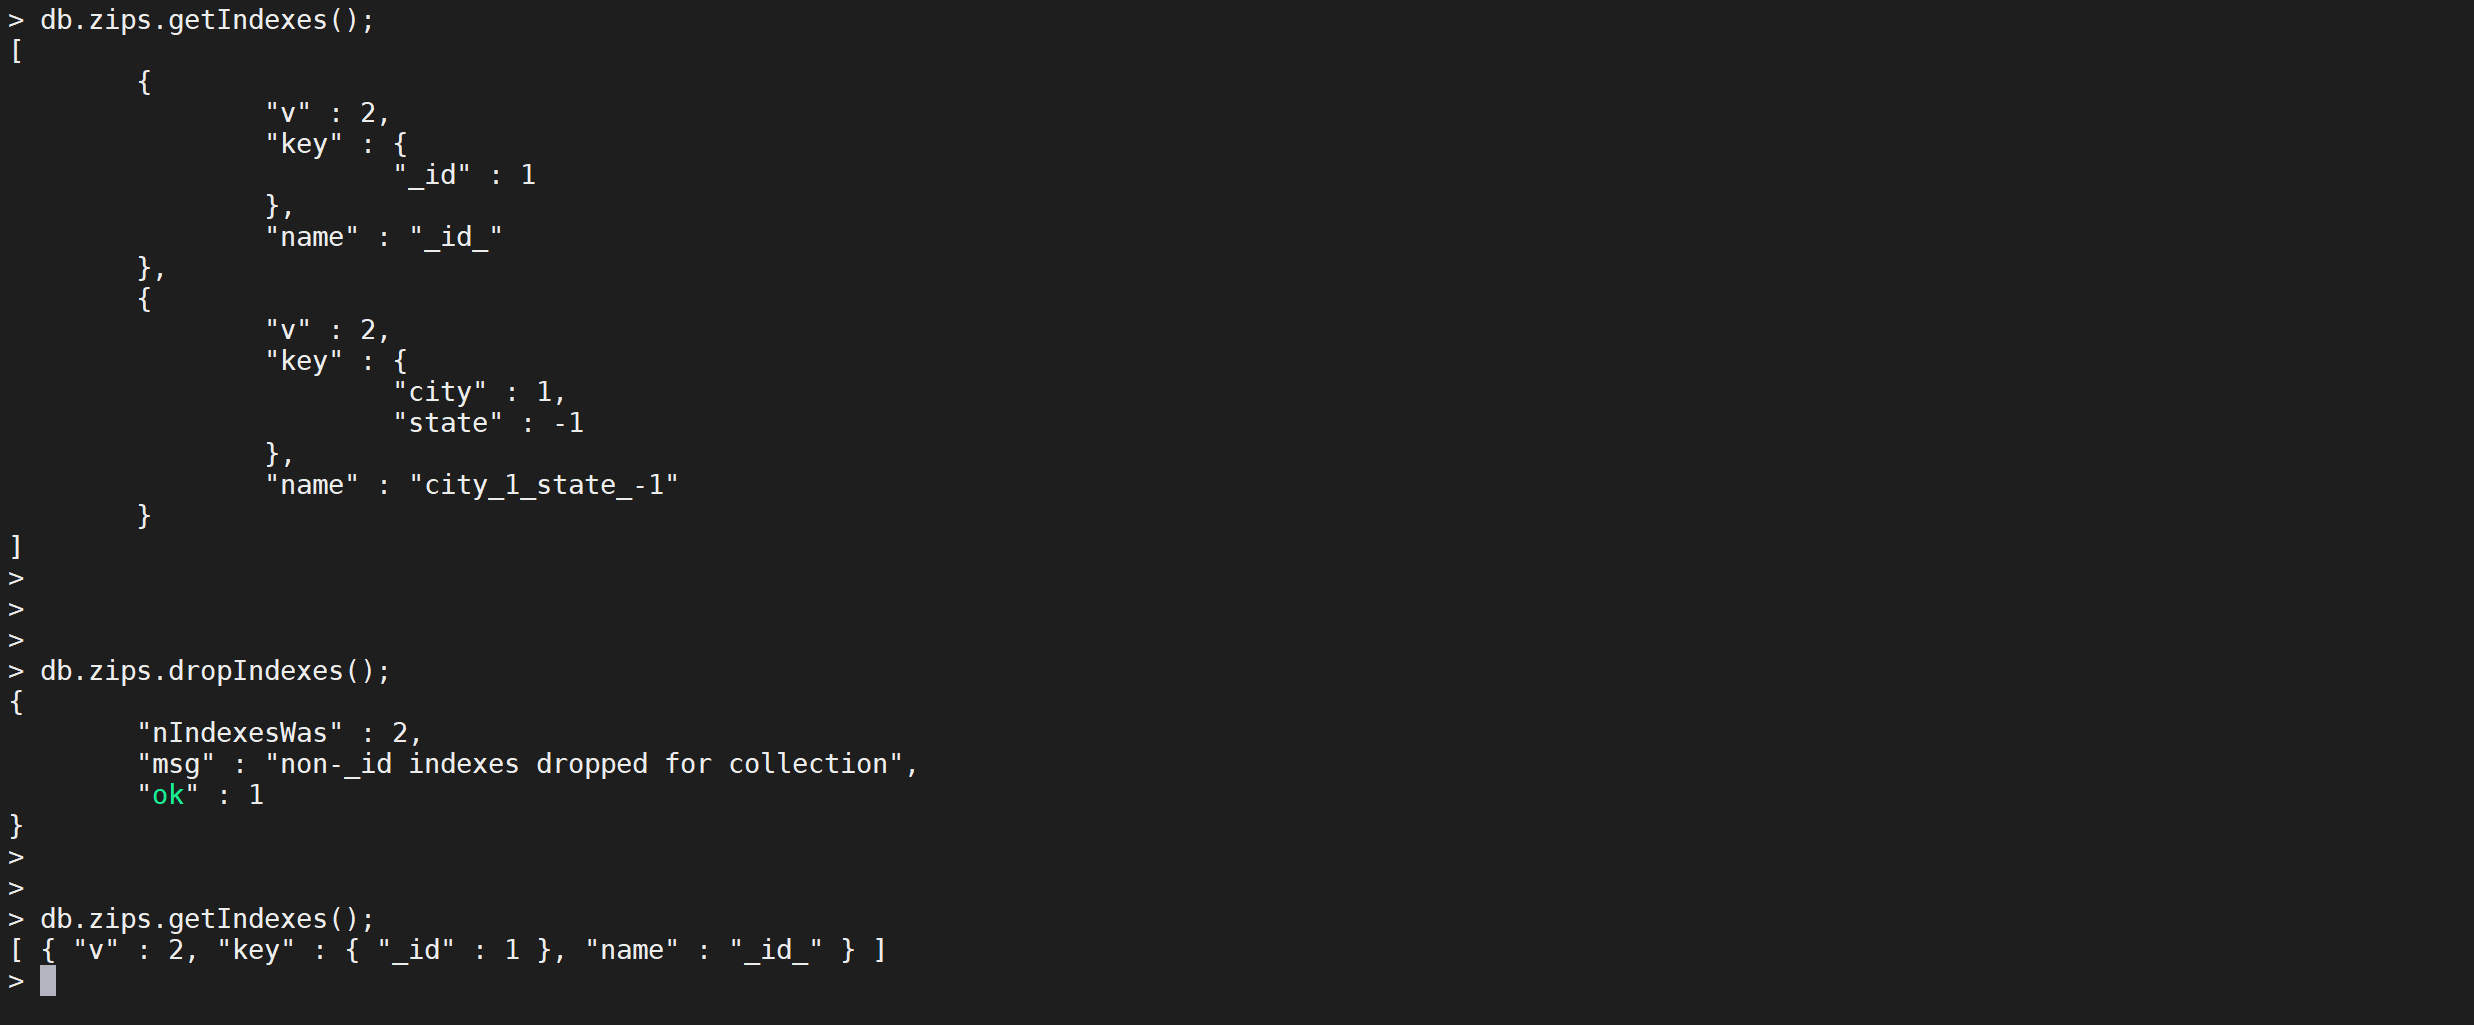 > db.zips.getIndexes();
[
        {
                "v" : 2,
                "key" : {
                        "_id" : 1
                },
                "name" : "_id_"
        },
        {
                "v" : 2,
                "key" : {
                        "city" : 1,
                        "state" : -1
                },
                "name" : "city_1_state_-1"
        }
]
>
>
>
> db.zips.dropIndexes();
{
        "nIndexesWas" : 2,
        "msg" : "non-_id indexes dropped for collection",
        "ok" : 1
}
>
>
> db.zips.getIndexes();
[ { "v" : 2, "key" : { "_id" : 1 }, "name" : "_id_" } ]
>